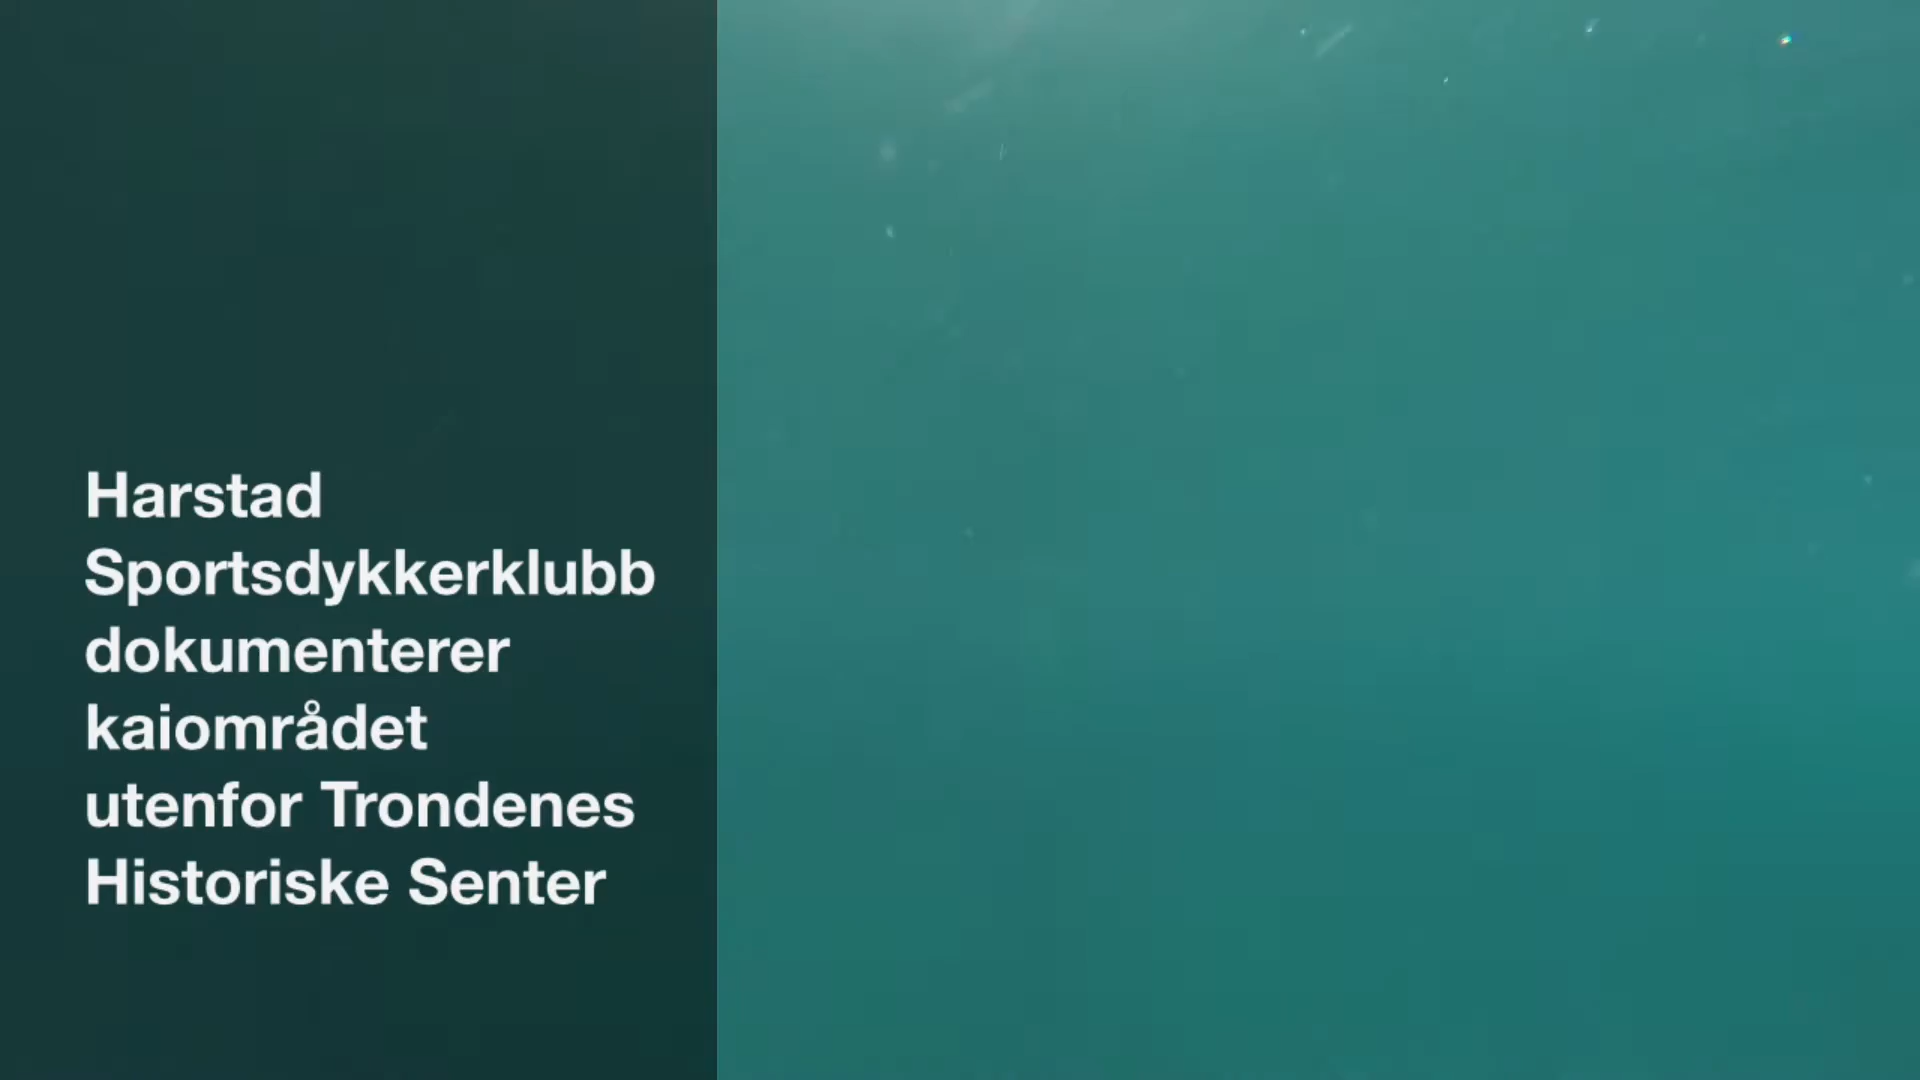 Harstad
Sportsdykkerklubb
dokumenterer
kaiområdet
utenfor Trondenes
Historiske Senter